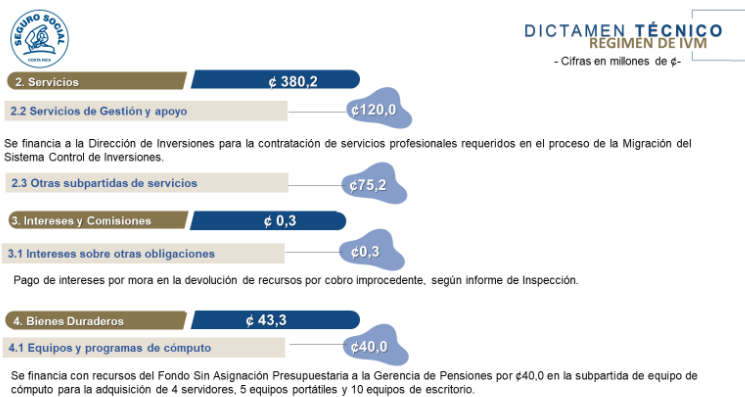 SEGURO SOCIAL
COSTA RICA
DICTAMEN TÉCNICO
RÉGIMEN DE IVM
- Cifras en millones de ₡-
2. Servicios ₡ 380,2
2.2 Servicios de Gestión y apoyo ₡120,0
Se financia a la Dirección de Inversiones para la contratación de servicios profesionales requeridos en el proceso de la Migración del
Sistema Control de Inversiones.
2.3 Otras subpartidas de servicios ₡75,2
3. Intereses y Comisiones ₡ 0,3
3.1 Intereses sobre otras obligaciones ₡0,3
Pago de intereses por mora en la devolución de recursos por cobro improcedente, según informe de Inspección.
4. Bienes Duraderos ₡ 43,3
4.1 Equipos y programas de cómputo ₡40,0
Se financia con recursos del Fondo Sin Asignación Presupuestaria a la Gerencia de Pensiones por ₡40,0 en la subpartida de equipo de
cómputo para la adquisición de 4 servidores, 5 equipos portátiles y 10 equipos de escritorio.